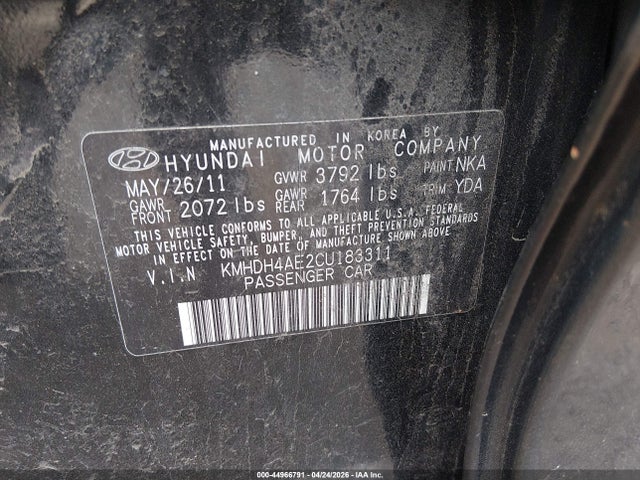 MANUFACTURED IN KOREA BY
HYUNDAI MOTOR COMPANY
MAY/26/11 GVWR 3792 lbs PAINT NKA
GAWR FRONT 2072 lbs GAWR REAR 1764 lbs TRIM YDA
THIS VEHICLE CONFORMS TO ALL APPLICABLE U.S.A. FEDERAL
MOTOR VEHICLE SAFETY, BUMPER, AND THEFT PREVENTION STANDARDS
IN EFFECT ON THE DATE OF MANUFACTURE SHOWN ABOVE.
V.I.N KMHDH4AE2CU183311
PASSENGER CAR
000-44966791 - 04/24/2026 - IAA Inc.